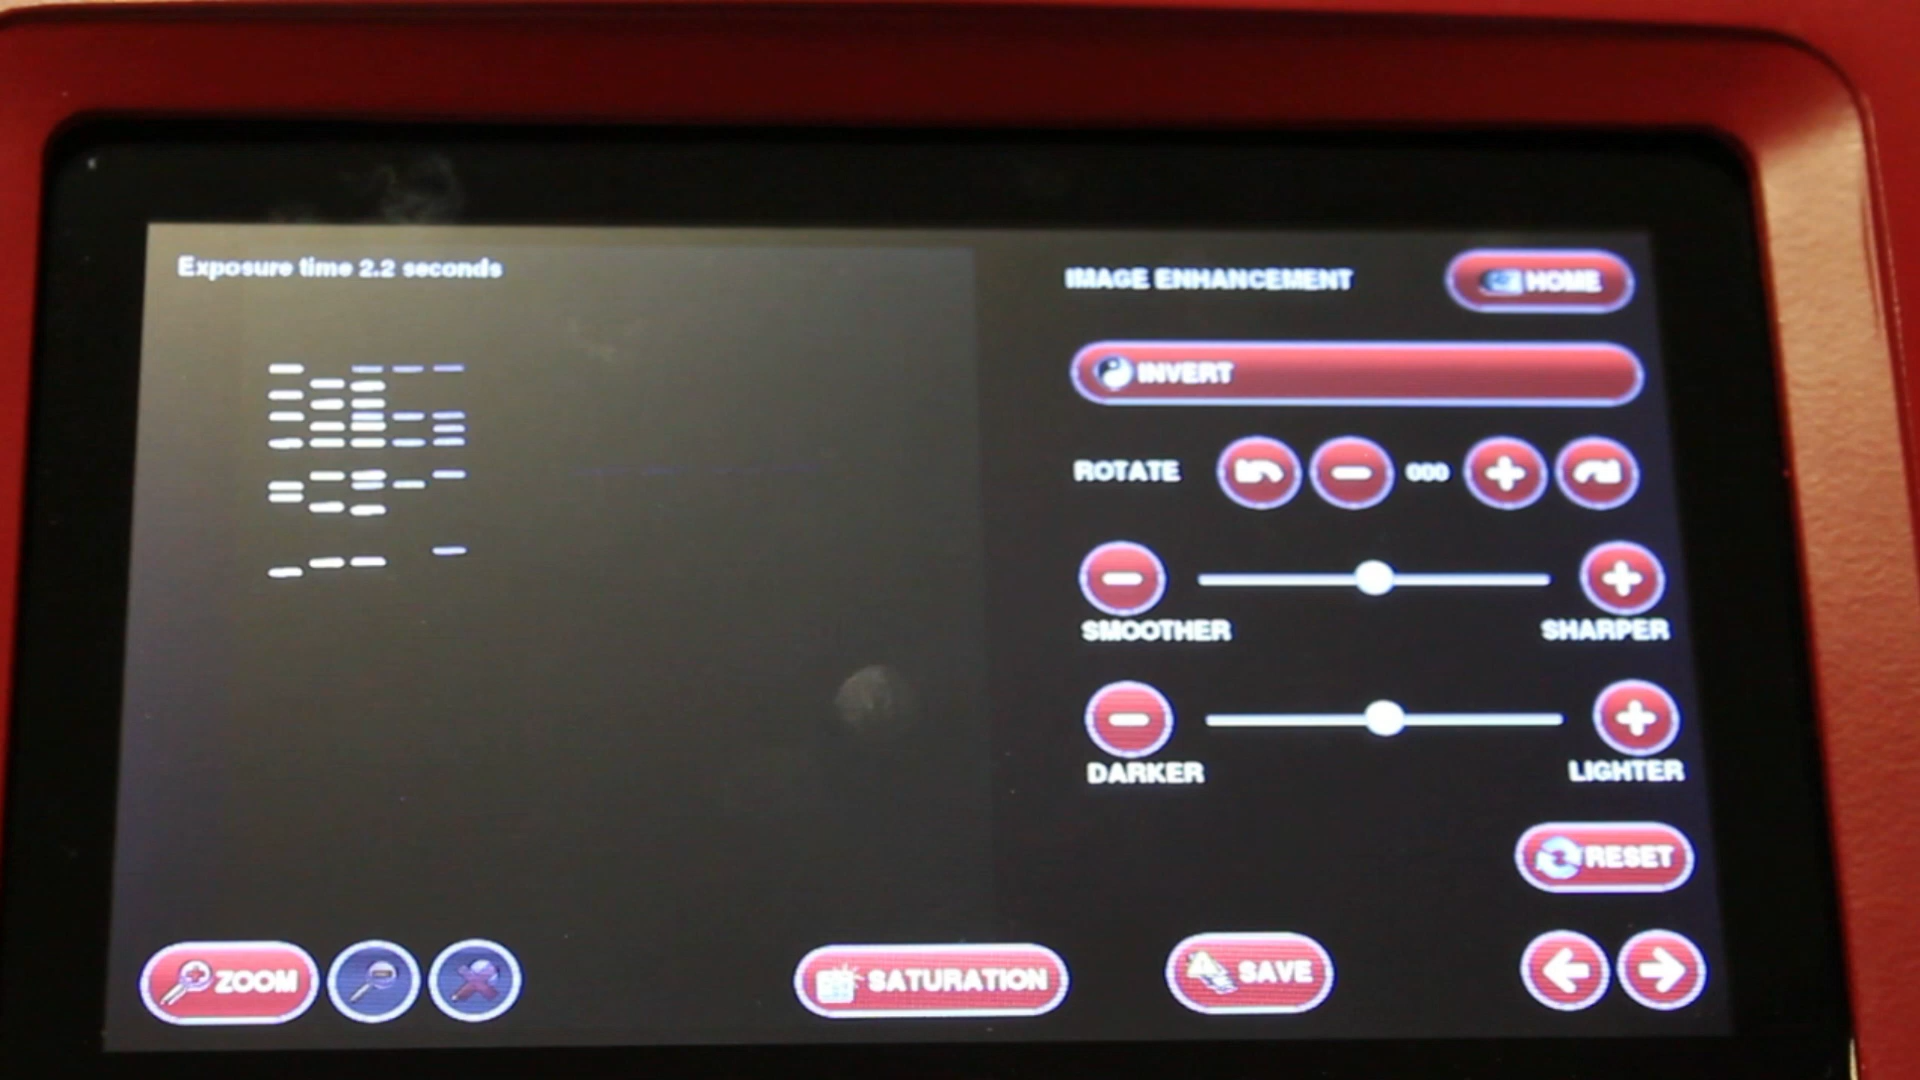 Exposure time 2.2 seconds
IMAGE ENHANCEMENT
HOME
INVERT
ROTATE
000
SMOOTHER
SHARPER
DARKER
LIGHTER
RESET
ZOOM
SATURATION
SAVE